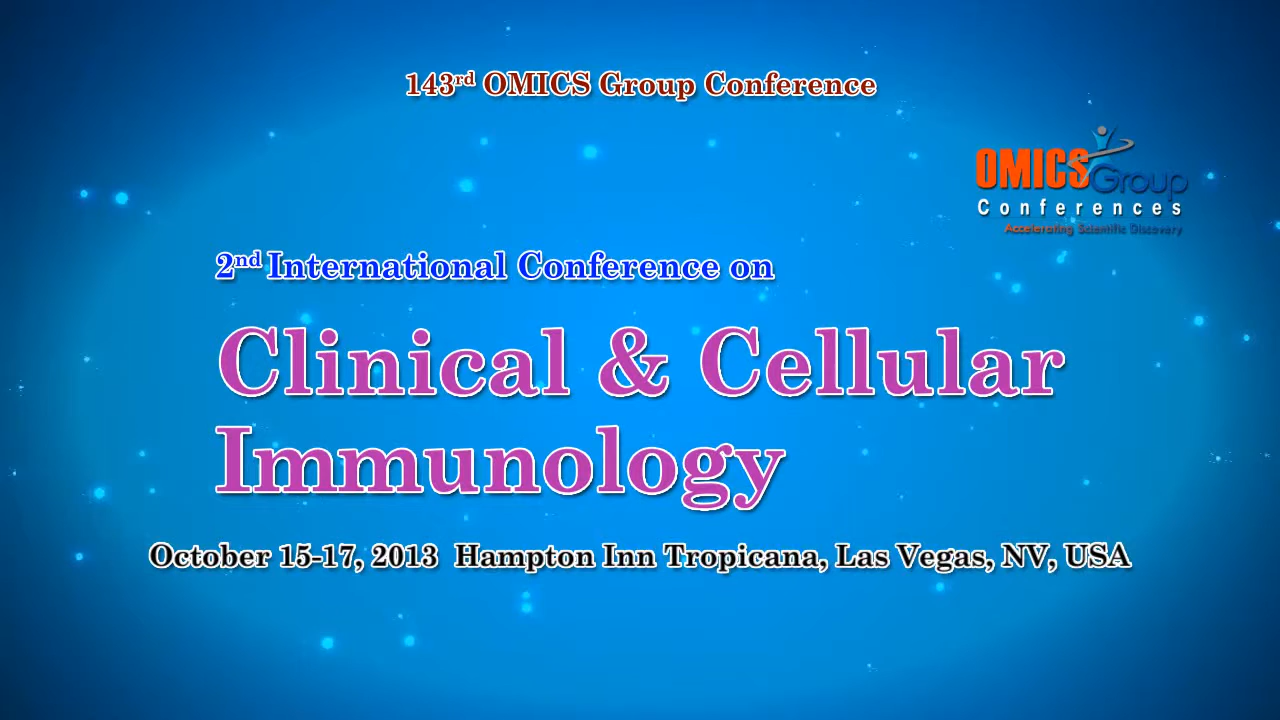 143rd OMICS Group Conference
OMICS Group
Conferences
Accelerating Scientific Discovery
2nd International Conference on
Clinical & Cellular
Immunology
October 15-17, 2013 Hampton Inn Tropicana, Las Vegas, NV, USA